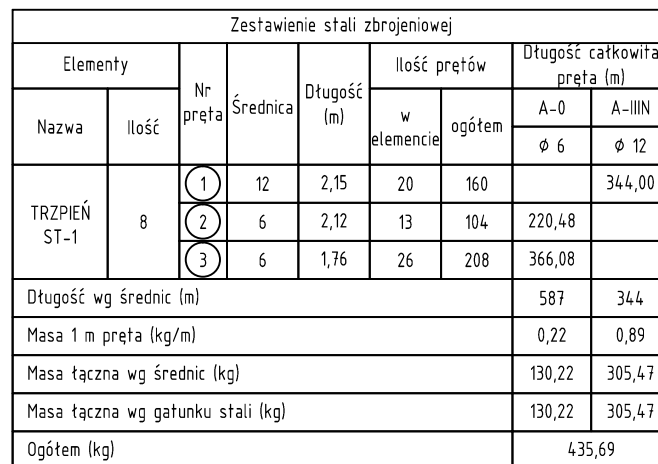 Zestawienie stali zbrojeniowej
Elementy Nr pręta Średnica Długość (m) Ilość prętów Długość całkowita pręta (m)
Nazwa Ilość w elemencie ogółem A-0 A-IIIN
Ø 6 Ø 12
TRZPIEŃ ST-1 8
1 12 2,15 20 160 344,00
2 6 2,12 13 104 220,48
3 6 1,76 26 208 366,08
Długość wg średnic (m) 587 344
Masa 1 m pręta (kg/m) 0,22 0,89
Masa łączna wg średnic (kg) 130,22 305,47
Masa łączna wg gatunku stali (kg) 130,22 305,47
Ogółem (kg) 435,69